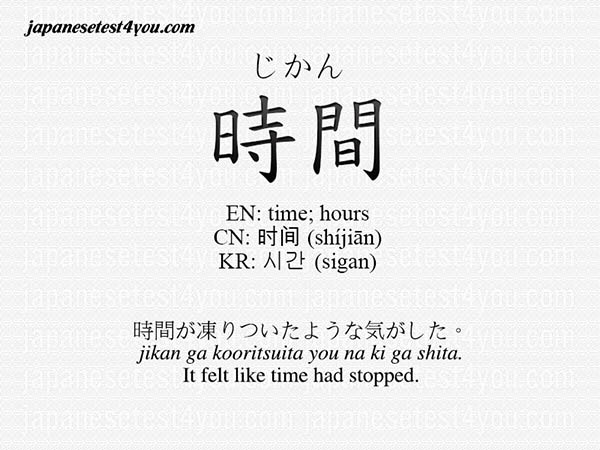 japanesetest4you.com
じかん
時間
EN: time; hours
CN: 时间 (shíjiān)
KR: 시간 (sigan)
時間が凍りついたような気がした。
jikan ga kooritsuita you na ki ga shita.
It felt like time had stopped.